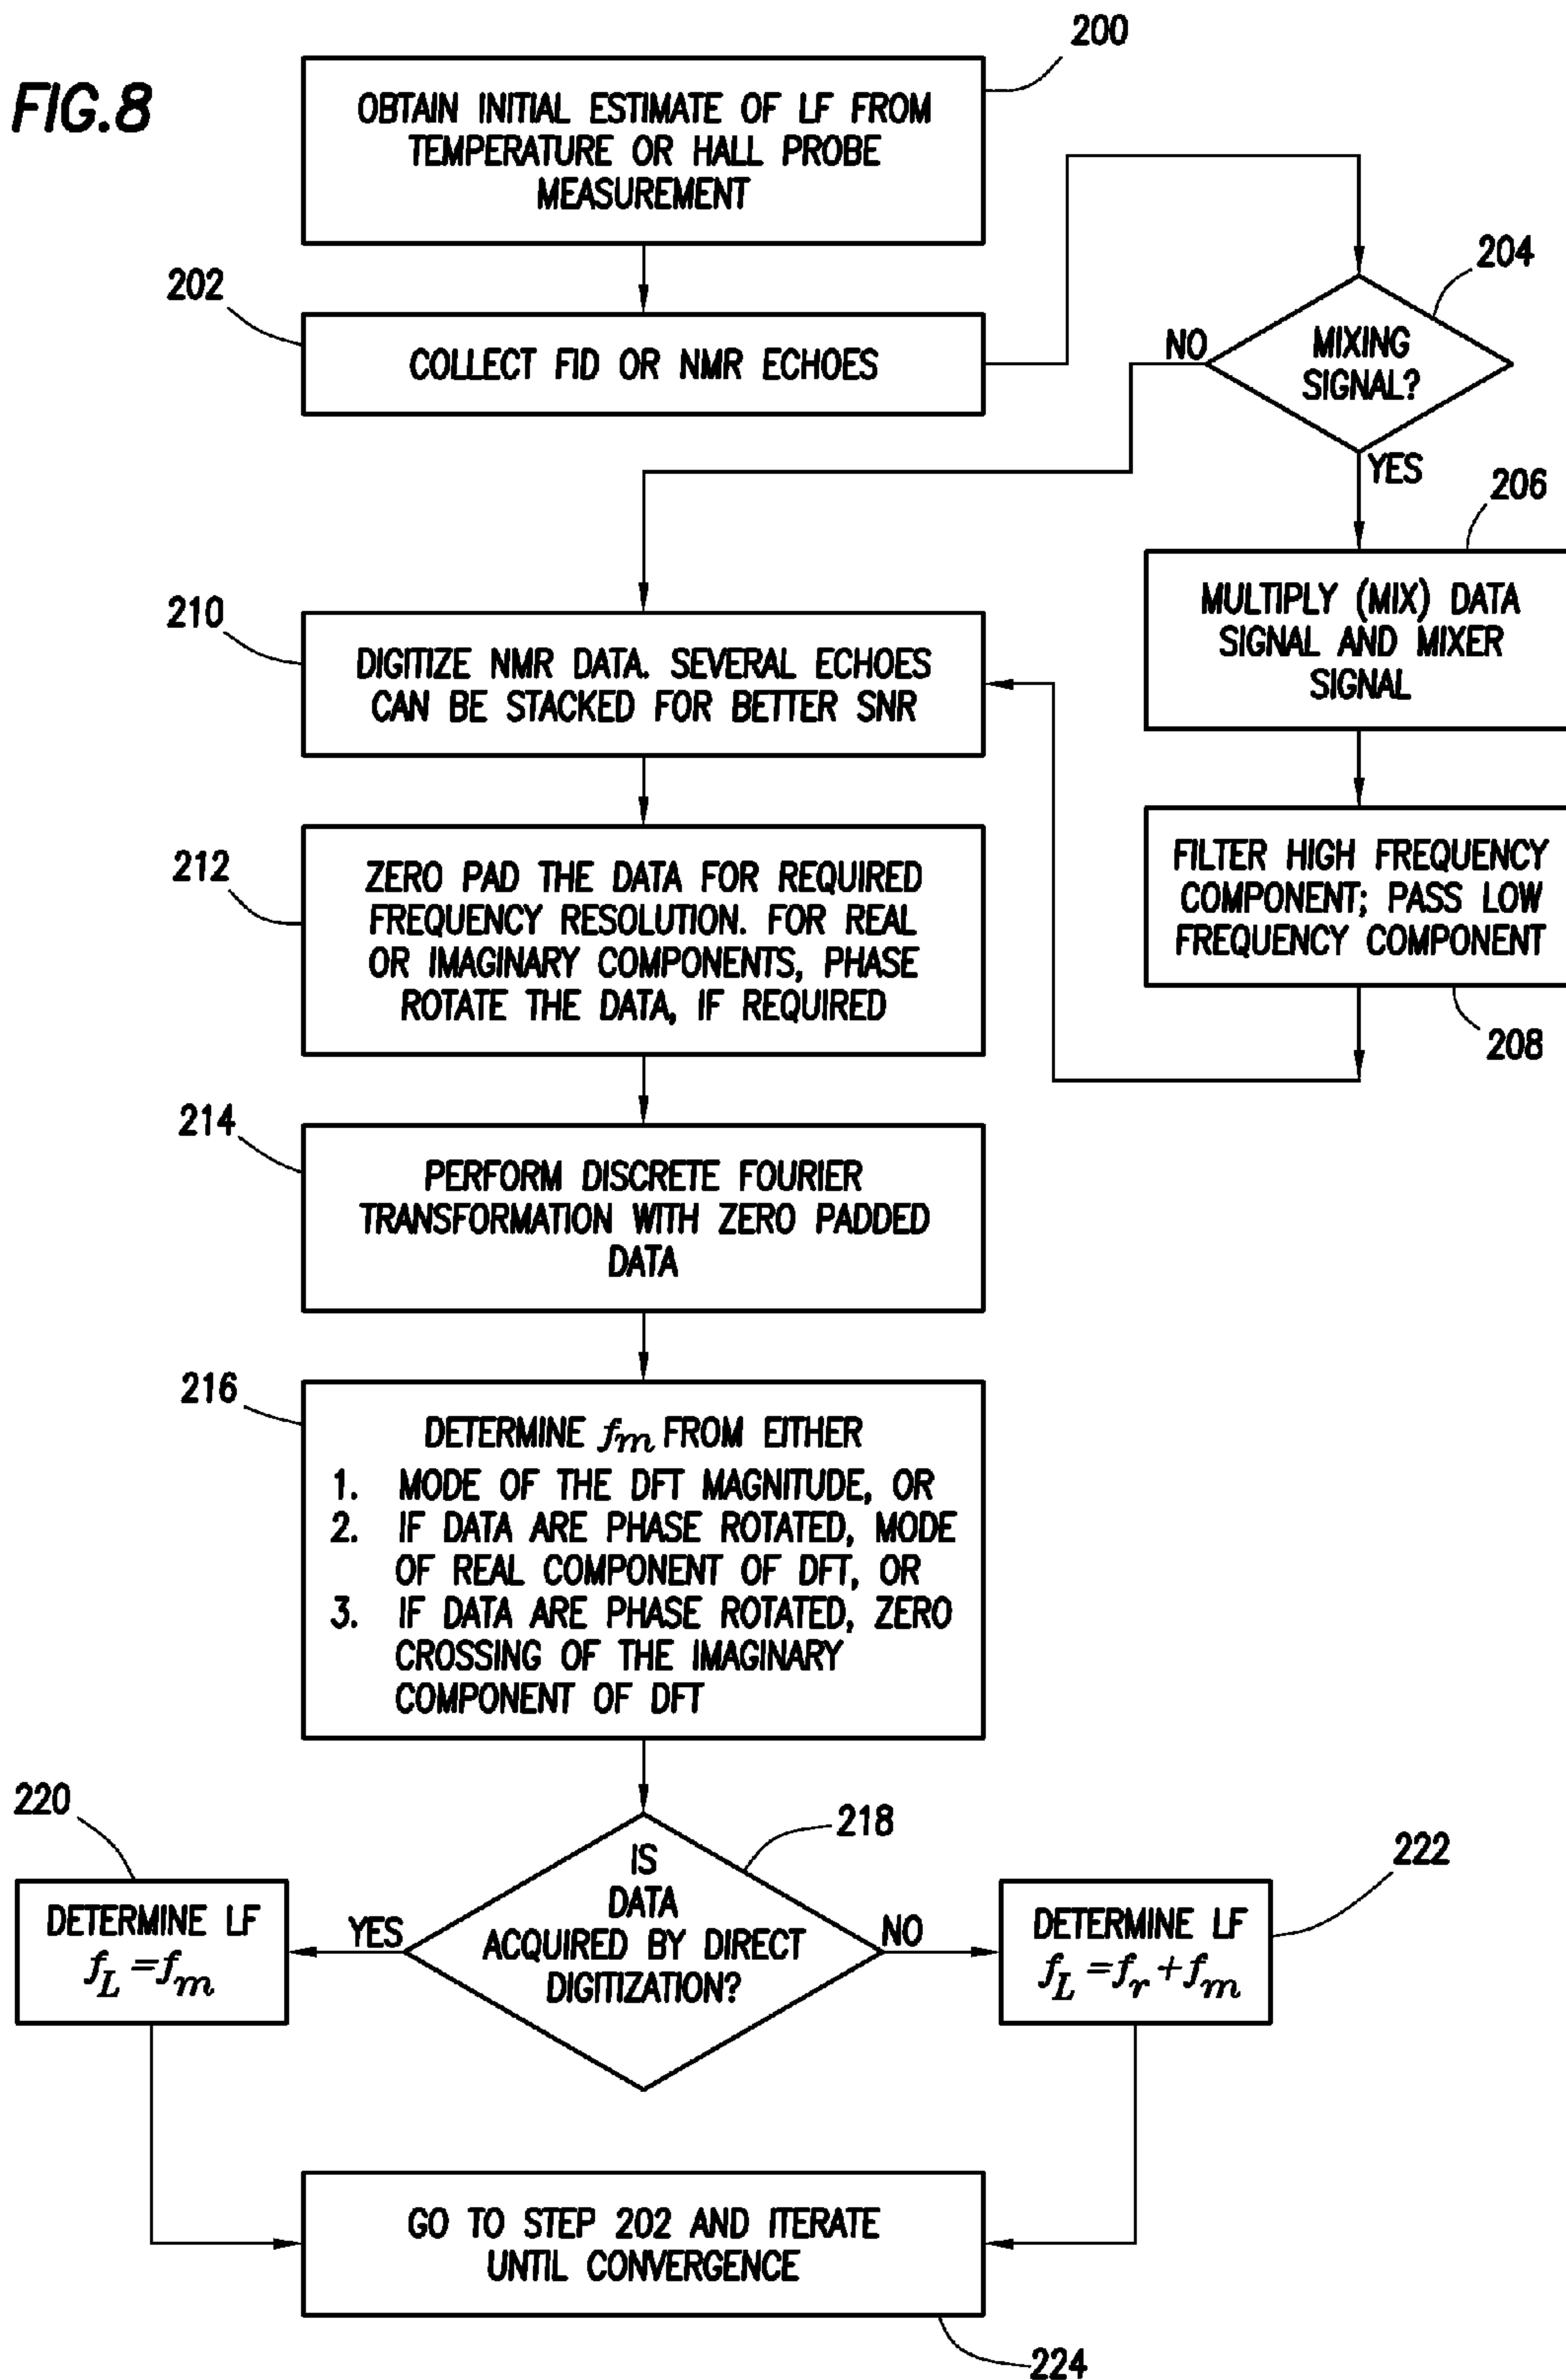 FIG.8
200
OBTAIN INITIAL ESTIMATE OF LF FROM
TEMPERATURE OR HALL PROBE
MEASUREMENT
202
COLLECT FID OR NMR ECHOES
204
MIXING
SIGNAL?
NO
YES
206
MULTIPLY (MIX) DATA
SIGNAL AND MIXER
SIGNAL
FILTER HIGH FREQUENCY
COMPONENT; PASS LOW
FREQUENCY COMPONENT
208
210
DIGITIZE NMR DATA. SEVERAL ECHOES
CAN BE STACKED FOR BETTER SNR
212
ZERO PAD THE DATA FOR REQUIRED
FREQUENCY RESOLUTION. FOR REAL
OR IMAGINARY COMPONENTS, PHASE
ROTATE THE DATA, IF REQUIRED
214
PERFORM DISCRETE FOURIER
TRANSFORMATION WITH ZERO PADDED
DATA
216
DETERMINE f_m FROM EITHER
1. MODE OF THE DFT MAGNITUDE, OR
2. IF DATA ARE PHASE ROTATED, MODE
OF REAL COMPONENT OF DFT, OR
3. IF DATA ARE PHASE ROTATED, ZERO
CROSSING OF THE IMAGINARY
COMPONENT OF DFT
218
IS
DATA
ACQUIRED BY DIRECT
DIGITIZATION?
YES
NO
220
DETERMINE LF
f_L = f_m
222
DETERMINE LF
f_L = f_r + f_m
GO TO STEP 202 AND ITERATE
UNTIL CONVERGENCE
224